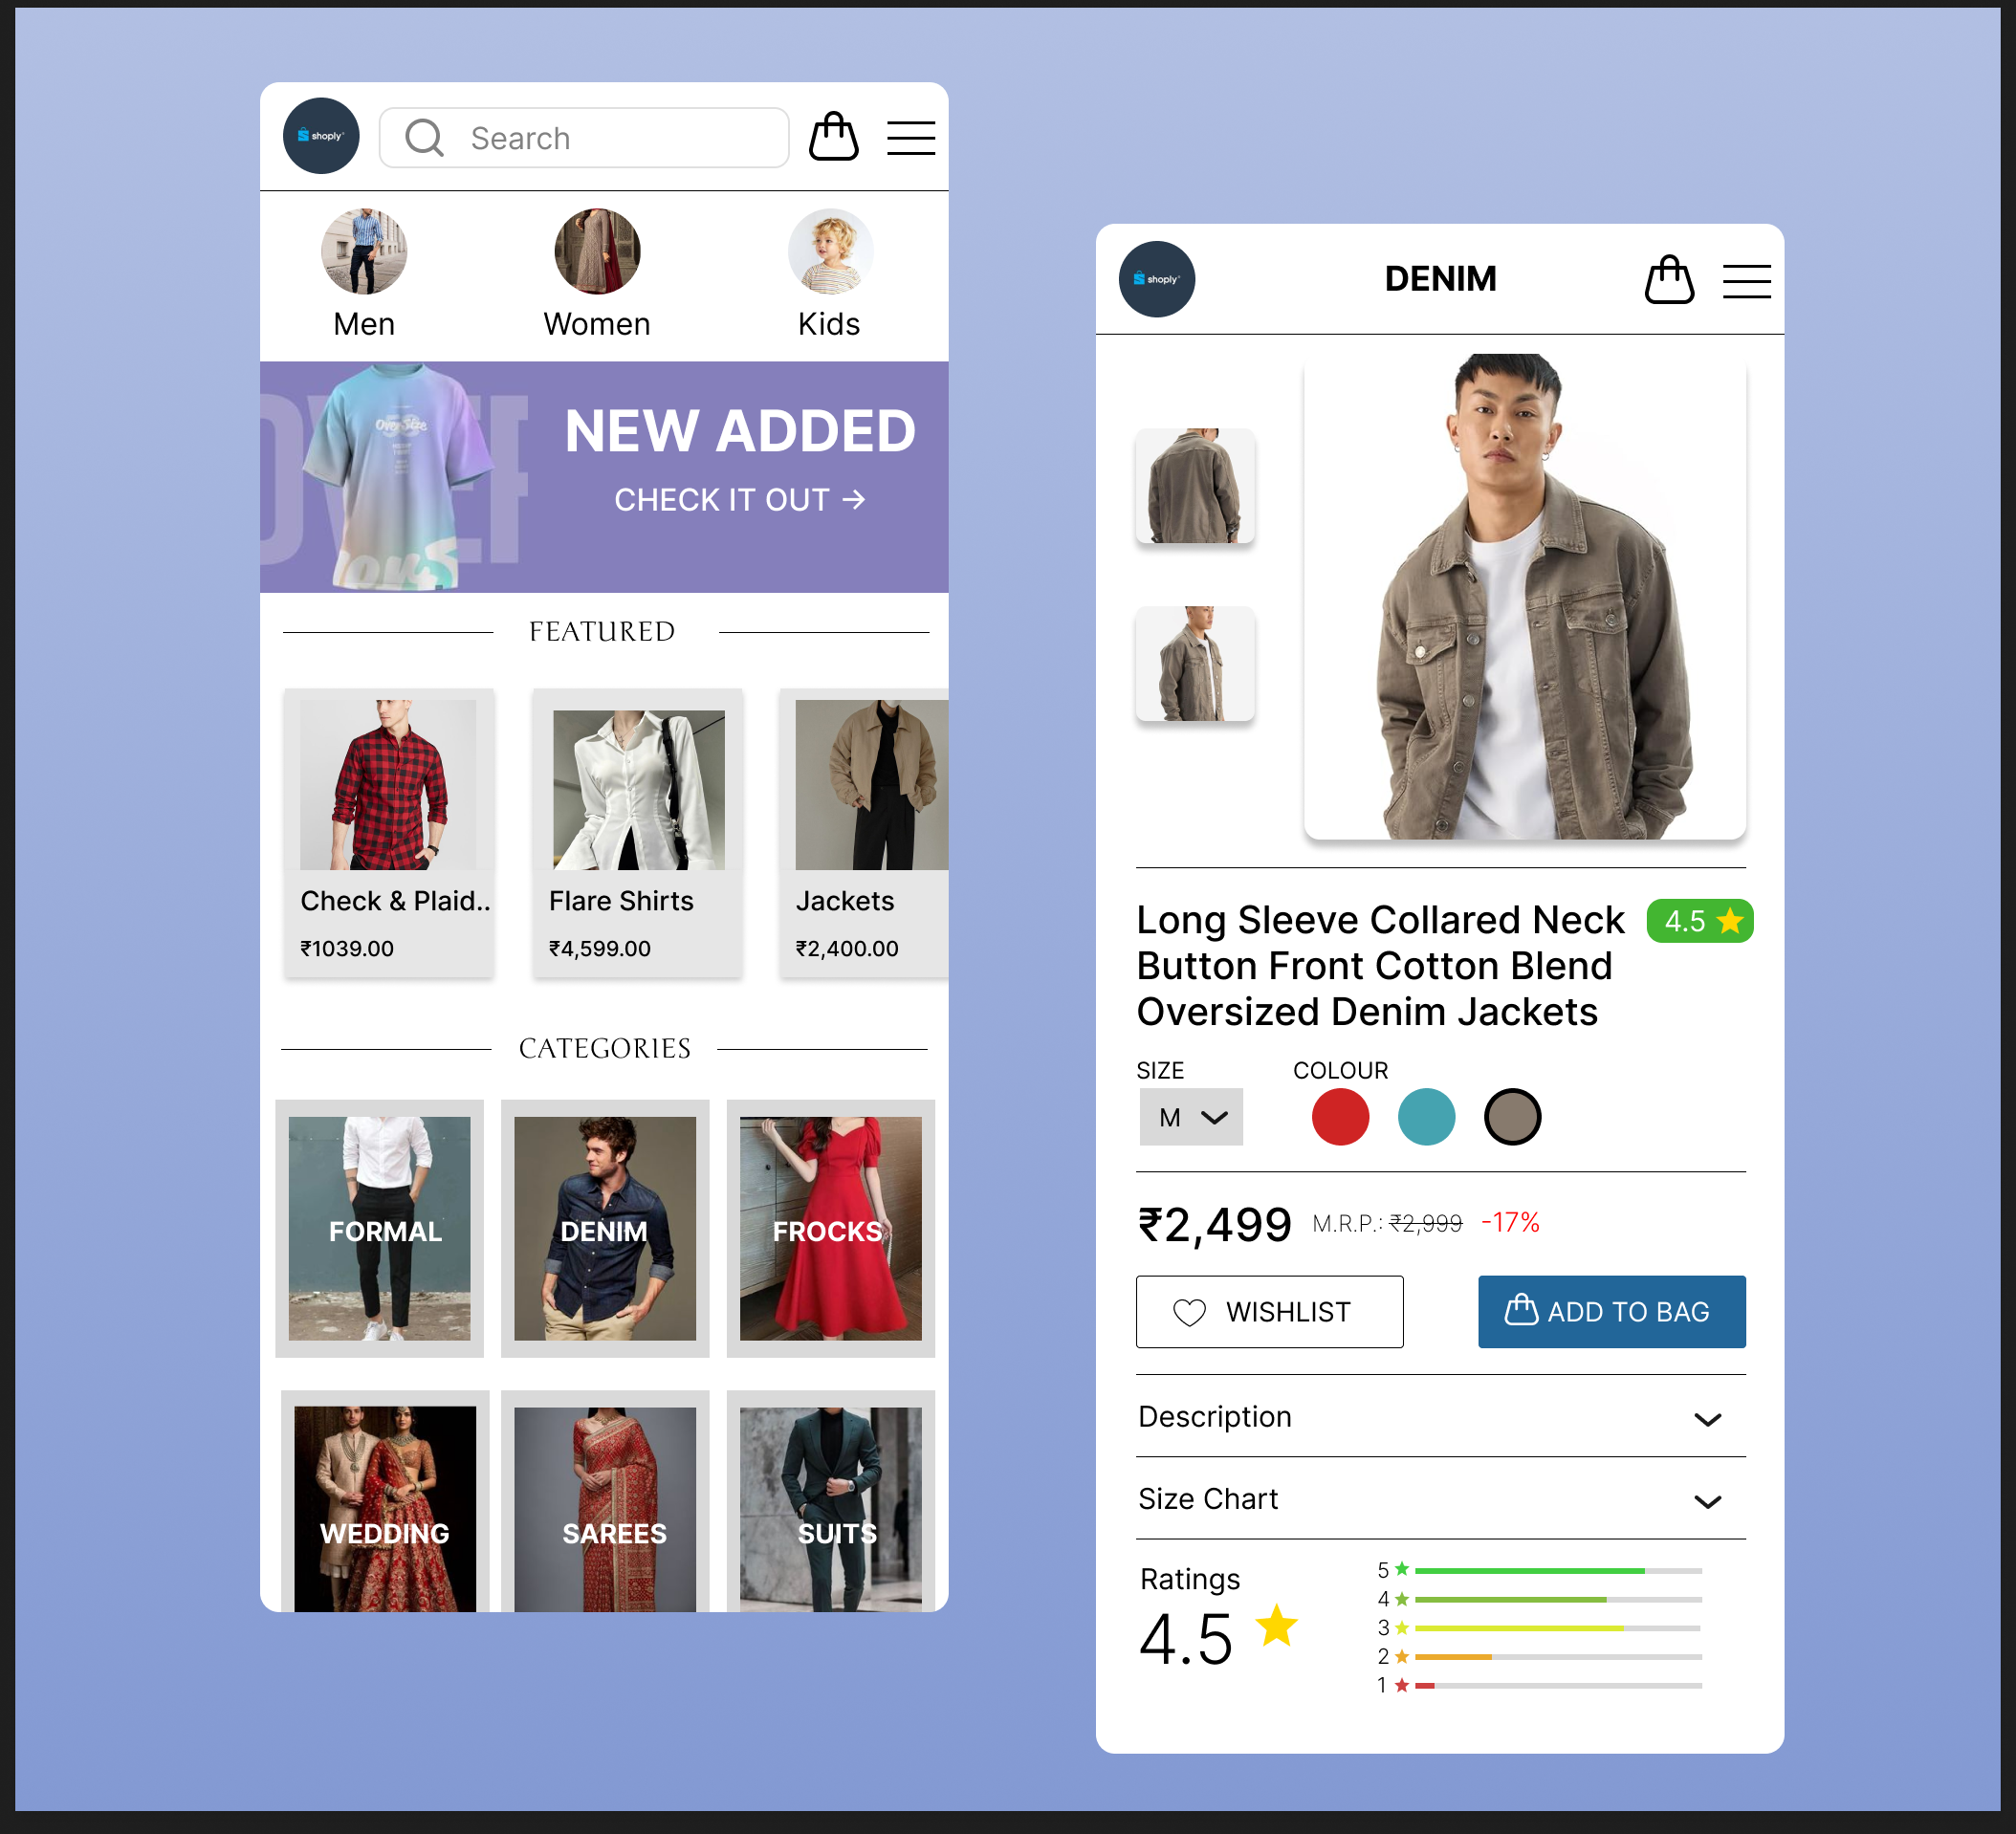 shoply
Search
Men
Women
Kids
OVER
OverSize
NEW ADDED
CHECK IT OUT →
FEATURED
Check & Plaid..
Flare Shirts
Jackets
₹1039.00
₹4,599.00
₹2,400.00
CATEGORIES
FORMAL
DENIM
FROCKS
WEDDING
SAREES
SUITS
shoply
DENIM
Long Sleeve Collared Neck
Button Front Cotton Blend
Oversized Denim Jackets
4.5
SIZE
COLOUR
M
₹2,499 M.R.P.: ₹2,999 -17%
WISHLIST
ADD TO BAG
Description
Size Chart
Ratings
4.5
5
4
3
2
1